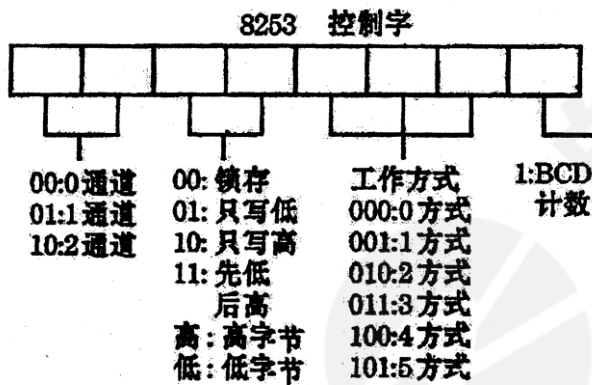 8253 控制字
00:0通道
01:1通道
10:2通道
00:锁存
01:只写低
10:只写高
11:先低
后高
高:高字节
低:低字节
工作方式
000:0方式
001:1方式
010:2方式
011:3方式
100:4方式
101:5方式
1:BCD
计数